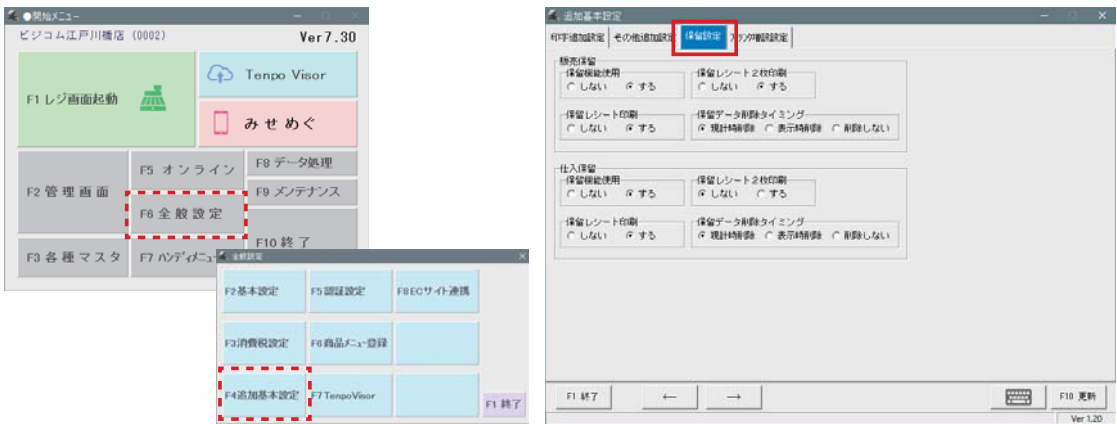 ●開始メニュー
ビジコム江戸川橋店 (0002)
Ver7.30
F1 レジ画面起動
Tenpo Visor
みせめぐ
F2 管理画面
F5 オンライン
F8 データ処理
F9 メンテナンス
F6 全般設定
F10 終了
F3 各種マスタ
F7 ハンディメニュー
全般設定
F2基本設定
F5認証設定
F8ECサイト連携
F3消費税設定
F6商品メニュー登録
F4追加基本設定
F7TenpoVisor
F1 終了
追加基本設定
印字追加設定
その他追加設定
保留設定
販売保留
保留機能使用
しない する
保留レシート2枚印刷
しない する
保留レシート印刷
しない する
保留データ削除タイミング
現計時削除 表示時削除 削除しない
仕入保留
保留機能使用
しない する
保留レシート2枚印刷
しない する
保留レシート印刷
しない する
保留データ削除タイミング
現計時削除 表示時削除 削除しない
F1 終了
←
→
F10 更新
Ver 1.20